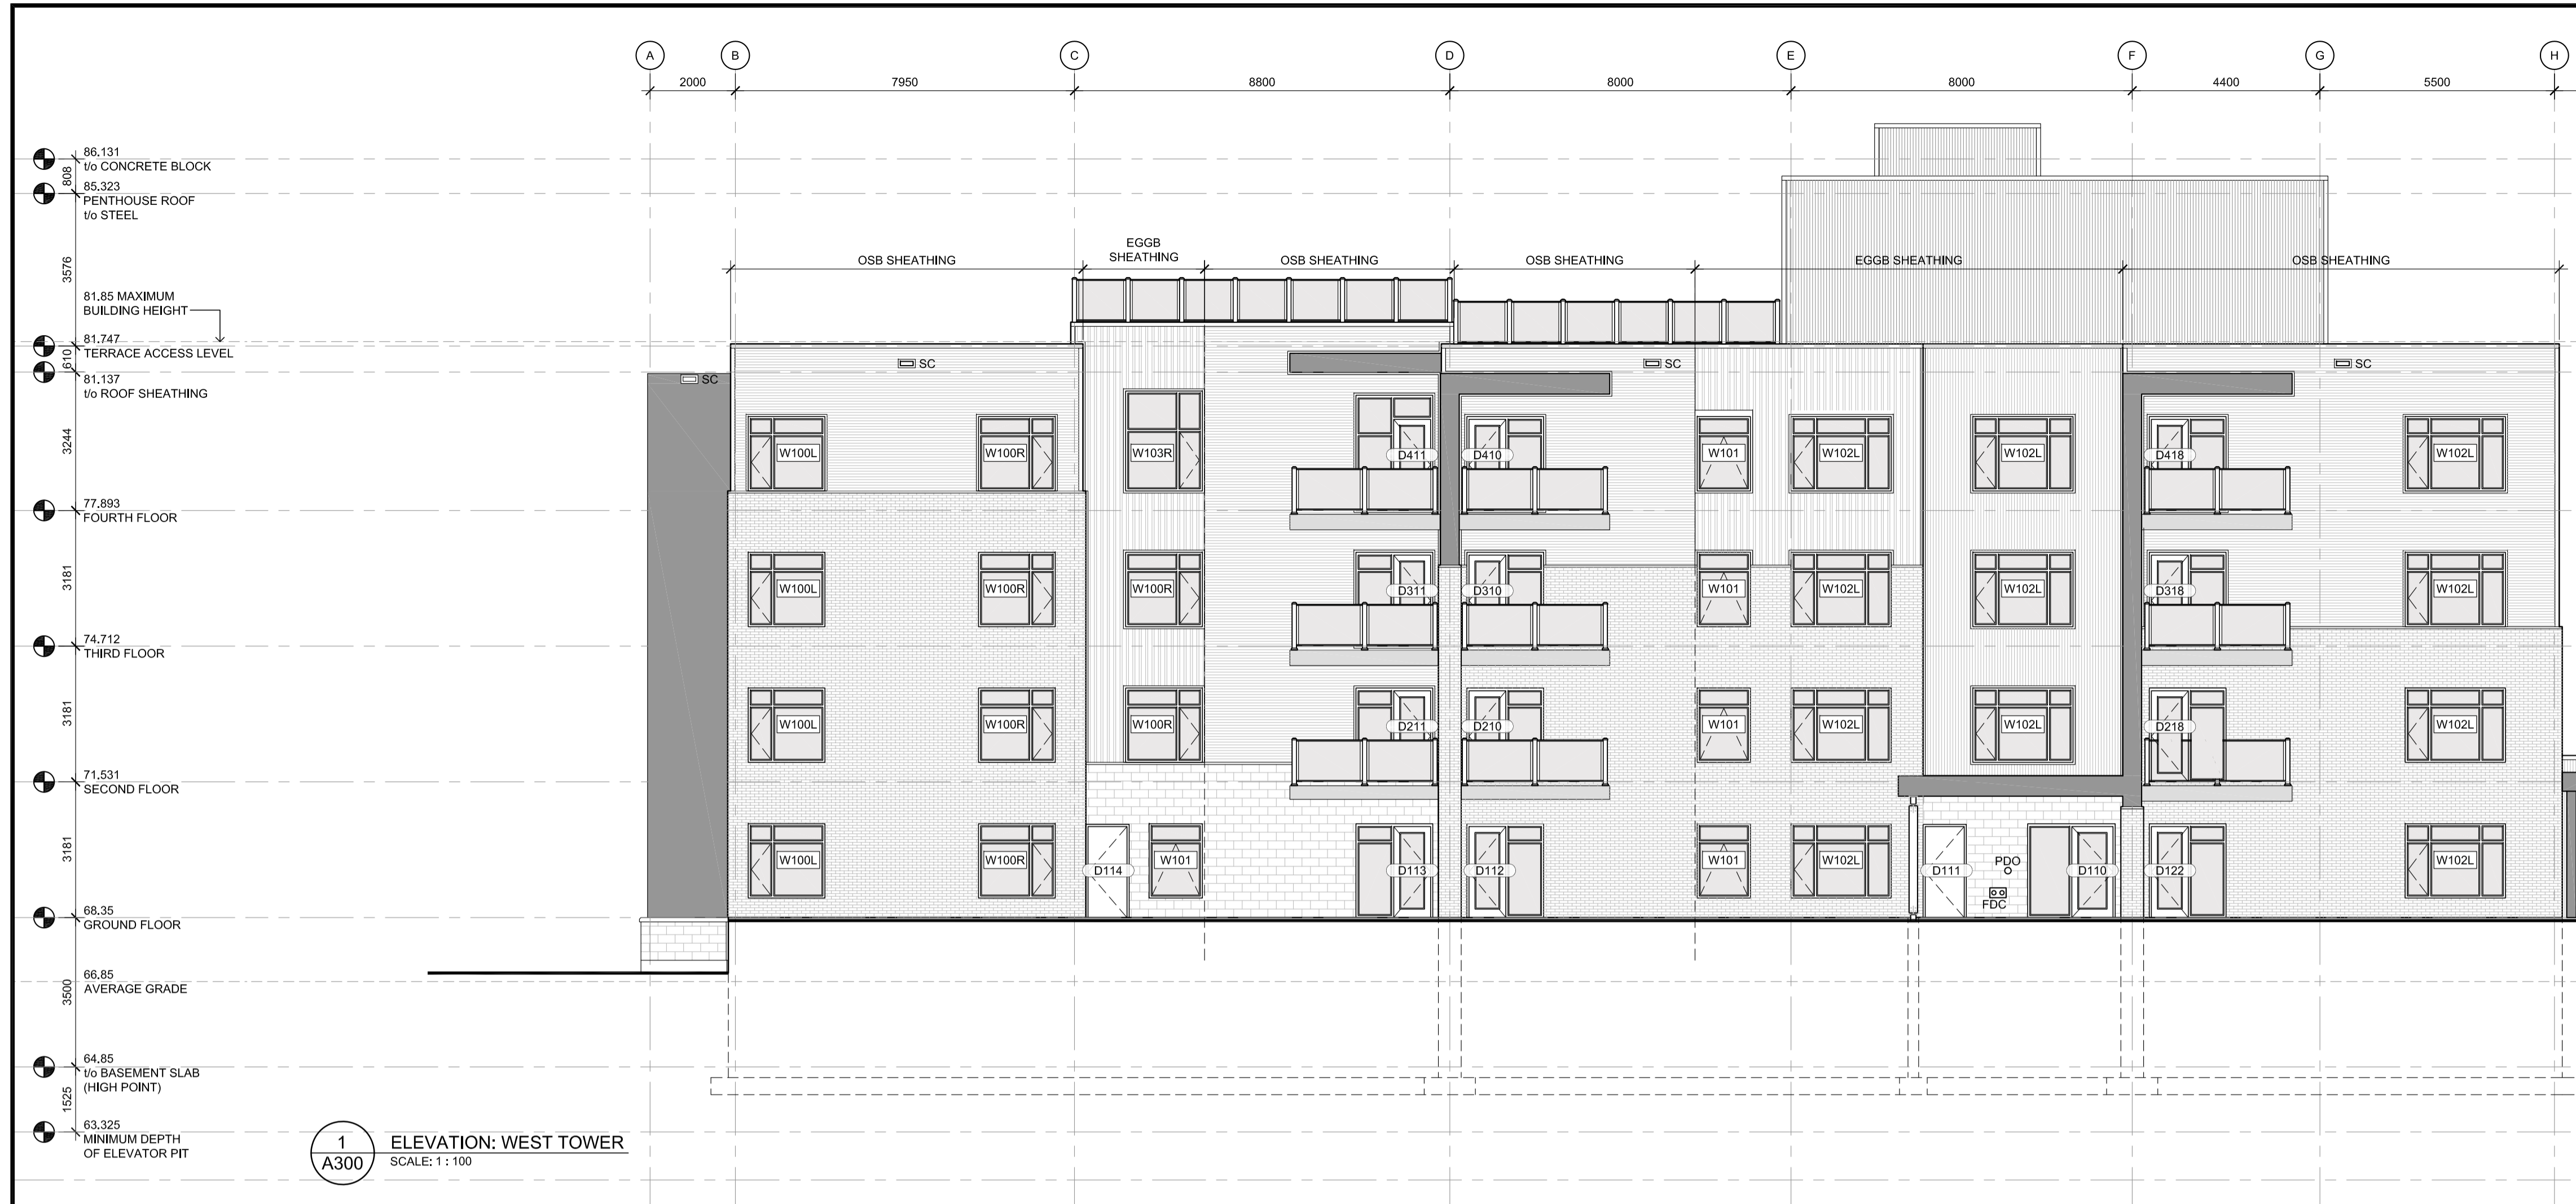 A B C D E F G H
2000 7950 8800 8000 8000 4400 5500
86.131
t/o CONCRETE BLOCK
808
85.323
PENTHOUSE ROOF
t/o STEEL
3576
81.85 MAXIMUM
BUILDING HEIGHT
81.747
TERRACE ACCESS LEVEL
610
81.137
t/o ROOF SHEATHING
3244
77.893
FOURTH FLOOR
3181
74.712
THIRD FLOOR
3181
71.531
SECOND FLOOR
3181
68.35
GROUND FLOOR
66.85
AVERAGE GRADE
3500
64.85
t/o BASEMENT SLAB
(HIGH POINT)
1525
63.325
MINIMUM DEPTH
OF ELEVATOR PIT
OSB SHEATHING
EGGB
SHEATHING
OSB SHEATHING
OSB SHEATHING
EGGB SHEATHING
OSB SHEATHING
SC SC SC SC
W100L W100R W103R D411 D410 W101 W102L W102L D418 W102L
W100L W100R W100R D311 D310 W101 W102L W102L D318 W102L
W100L W100R W100R D211 D210 W101 W102L W102L D218 W102L
W100L W100R D114 W101 D113 D112 W101 W102L D111 PDO D110 D122 W102L
FDC
1
A300
ELEVATION: WEST TOWER
SCALE: 1 : 100